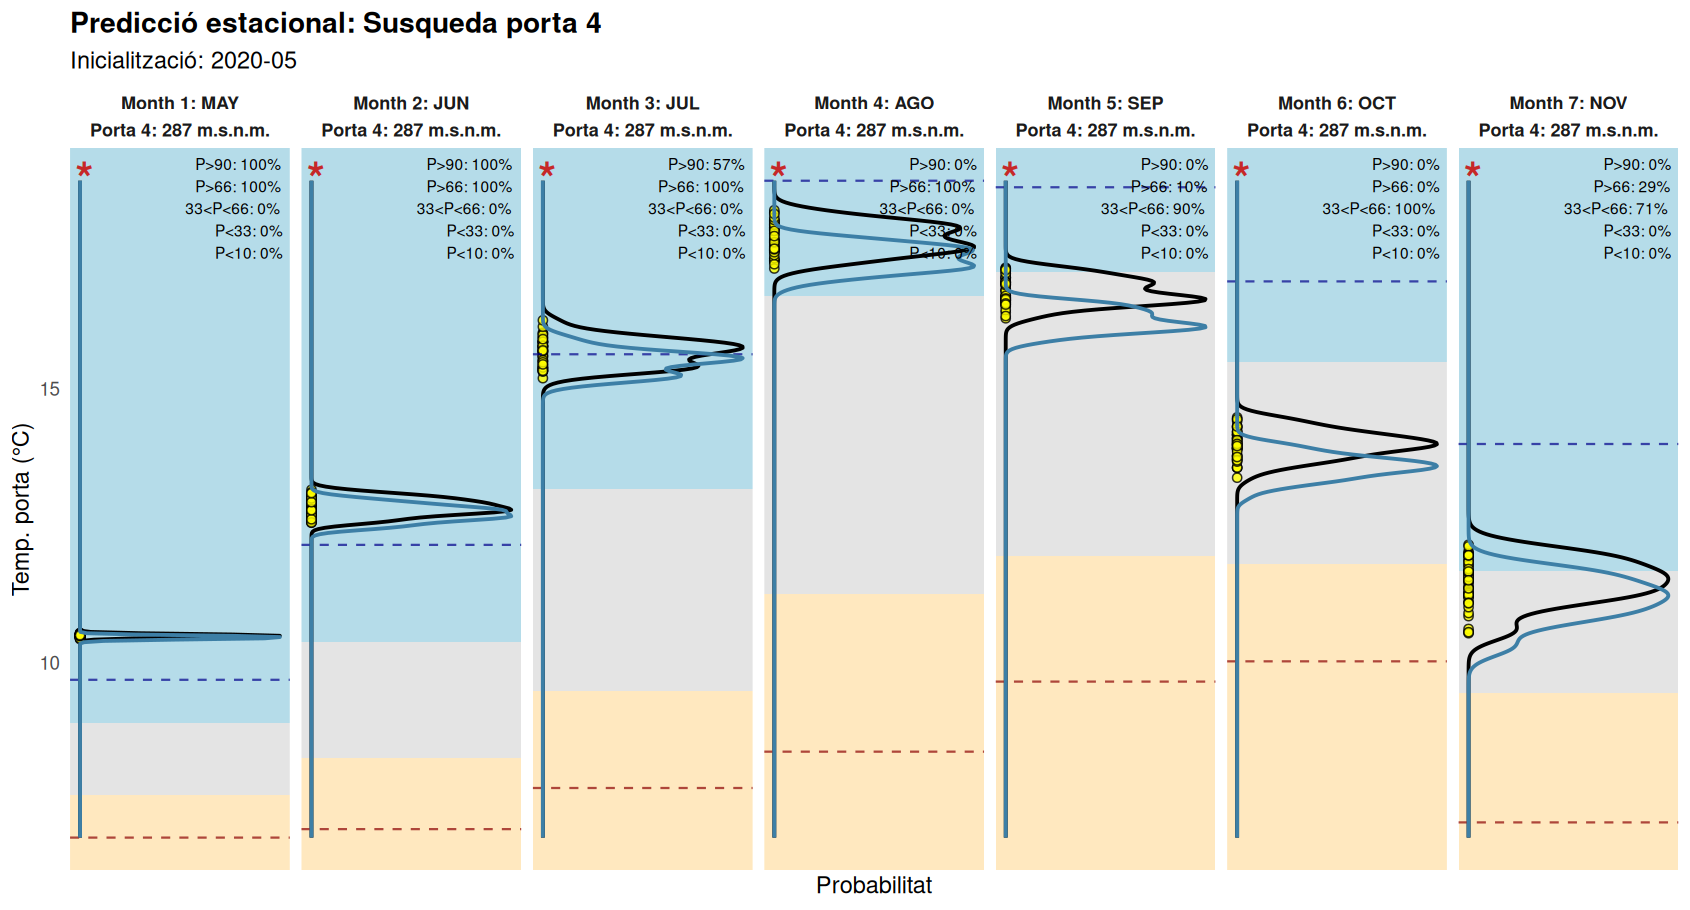 Predicció estacional: Susqueda porta 4
Inicialització: 2020-05
Month 1: MAY
Porta 4: 287 m.s.n.m.
Month 2: JUN
Porta 4: 287 m.s.n.m.
Month 3: JUL
Porta 4: 287 m.s.n.m.
Month 4: AGO
Porta 4: 287 m.s.n.m.
Month 5: SEP
Porta 4: 287 m.s.n.m.
Month 6: OCT
Porta 4: 287 m.s.n.m.
Month 7: NOV
Porta 4: 287 m.s.n.m.
*
P>90: 100%
P>66: 100%
33<P<66: 0%
P<33: 0%
P<10: 0%
*
P>90: 100%
P>66: 100%
33<P<66: 0%
P<33: 0%
P<10: 0%
*
P>90: 57%
P>66: 100%
33<P<66: 0%
P<33: 0%
P<10: 0%
*
P>90: 0%
P>66: 100%
33<P<66: 0%
P<33: 0%
P<10: 0%
*
P>90: 0%
P>66: 10%
33<P<66: 90%
P<33: 0%
P<10: 0%
*
P>90: 0%
P>66: 0%
33<P<66: 100%
P<33: 0%
P<10: 0%
*
P>90: 0%
P>66: 29%
33<P<66: 71%
P<33: 0%
P<10: 0%
15
10
Temp. porta (°C)
Probabilitat